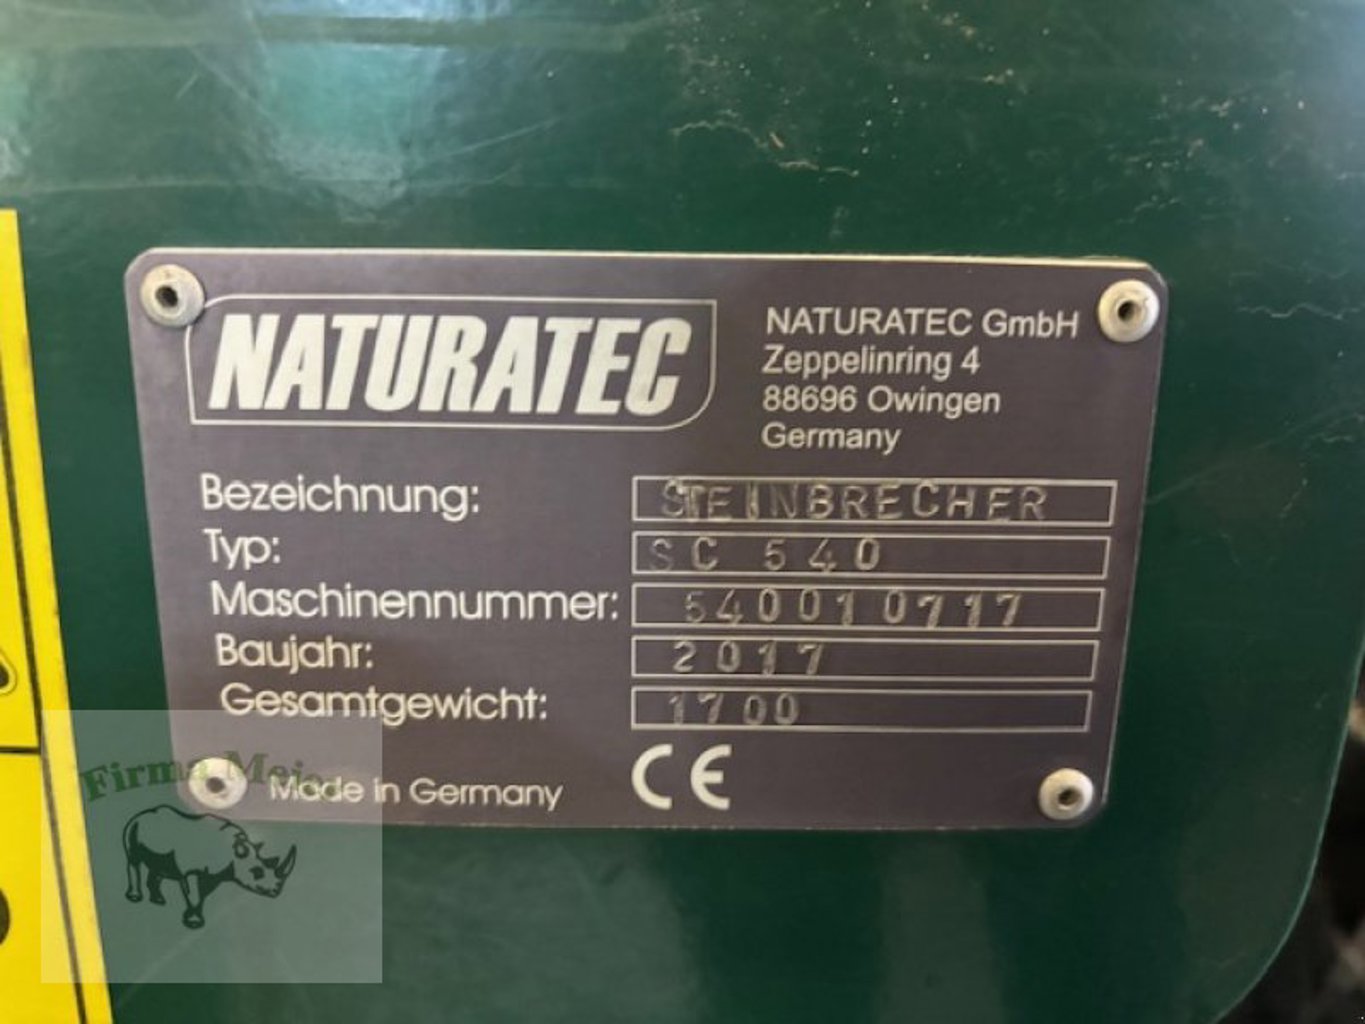 NATURATEC
NATURATEC GmbH
Zeppelinring 4
88696 Owingen
Germany
Bezeichnung: STEINBRECHER
Typ: SC 540
Maschinennummer: 540010717
Baujahr: 2017
Gesamtgewicht: 1700
Made in Germany CE
Firma